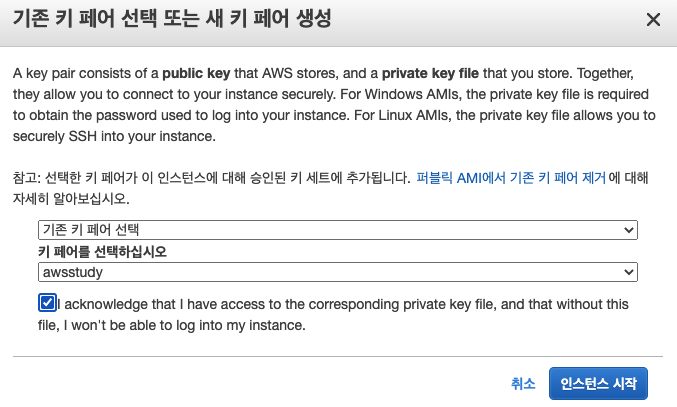 기존 키 페어 선택 또는 새 키 페어 생성
A key pair consists of a public key that AWS stores, and a private key file that you store. Together,
they allow you to connect to your instance securely. For Windows AMIs, the private key file is required
to obtain the password used to log into your instance. For Linux AMIs, the private key file allows you to
securely SSH into your instance.
참고: 선택한 키 페어가 이 인스턴스에 대해 승인된 키 세트에 추가됩니다. 퍼블릭 AMI에서 기존 키 페어 제거에 대해
자세히 알아보십시오.
기존 키 페어 선택
키 페어를 선택하십시오
awsstudy
I acknowledge that I have access to the corresponding private key file, and that without this
file, I won't be able to log into my instance.
취소 인스턴스 시작